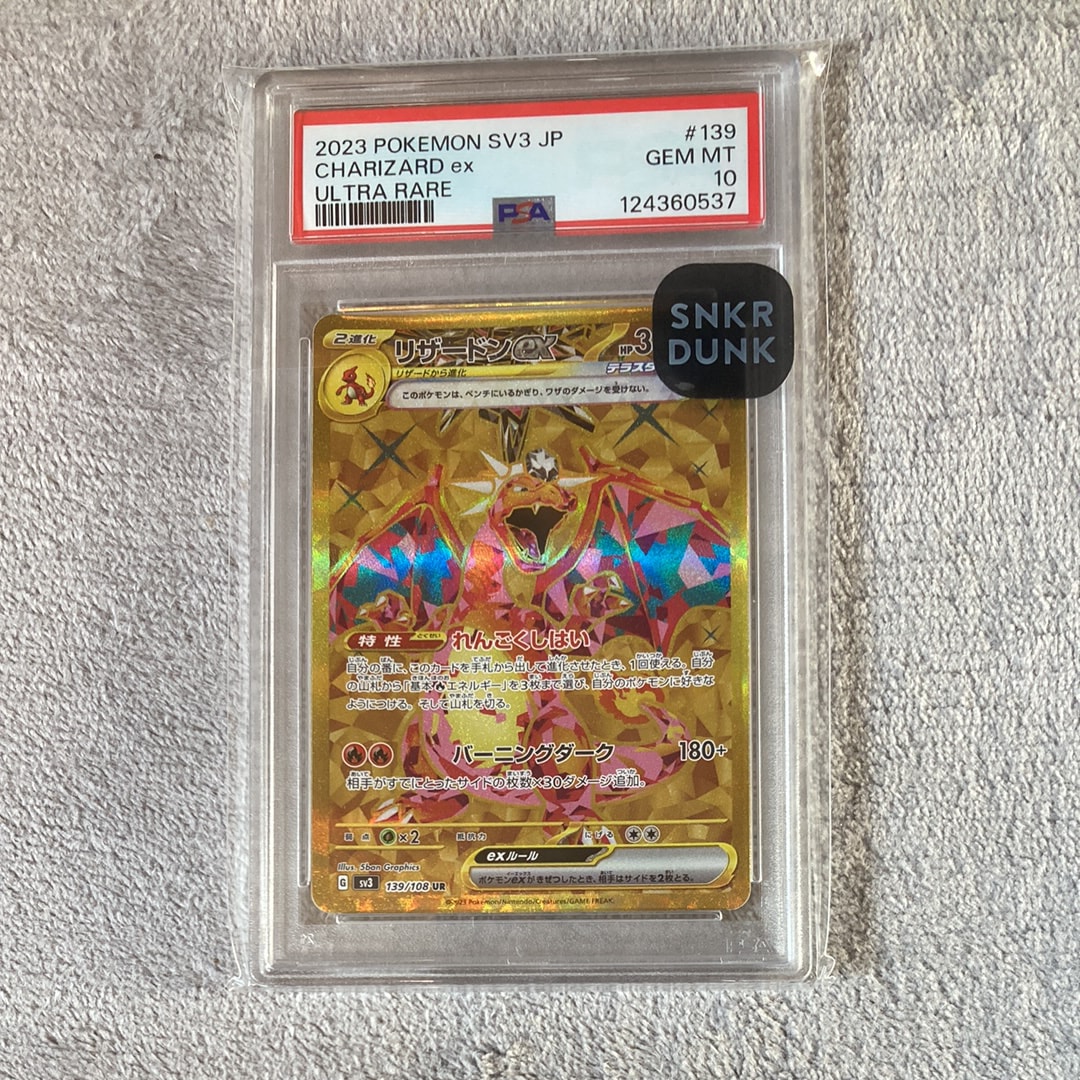 2023 POKEMON SV3 JP #139
CHARIZARD ex GEM MT
ULTRA RARE 10
PSA 124360537
SNKR
DUNK
2進化 リザードンex HP3
リザードから進化 テラスタ
このポケモンは、ベンチにいるかぎり、ワザのダメージを受けない。
特性 とくせい れんごくしはい
自分の番に、このカードを手札から出して進化させたとき、1回使える。自分
の山札から「基本エネルギー」を3枚まで選び、自分のポケモンに好きな
ようにつける。そして山札を切る。
バーニングダーク 180+
相手がすでにとったサイドの枚数×30ダメージ追加。
弱点 ×2 抵抗力 にげる
exルール
ポケモンexがきぜつしたとき、相手はサイドを2枚とる。
Illus. 5ban Graphics
G sv3 139/108 UR
©2023 Pokémon/Nintendo/Creatures/GAME FREAK.